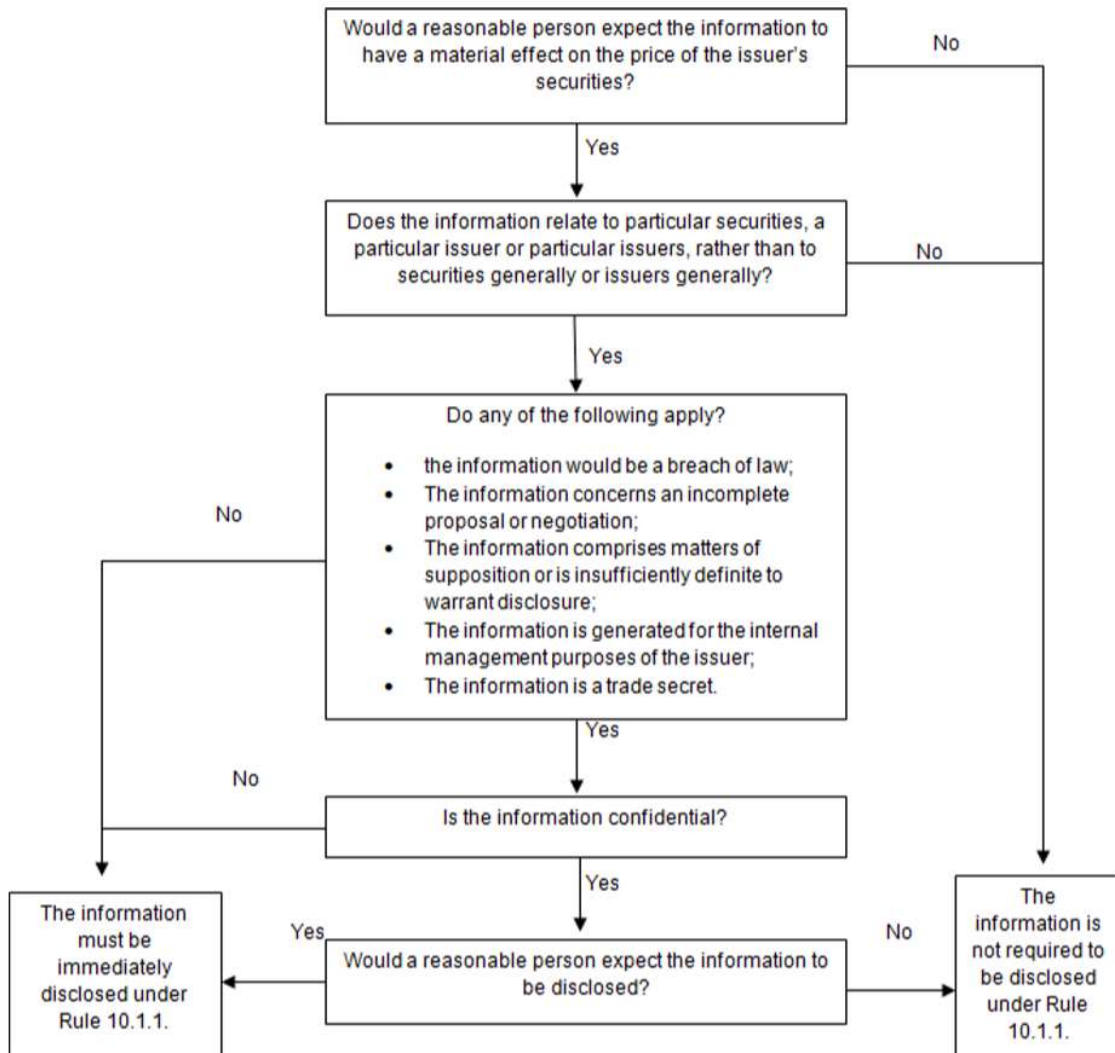 Would a reasonable person expect the information to
have a material effect on the price of the issuer's
securities?
No
Yes
Does the information relate to particular securities, a
particular issuer or particular issuers, rather than to
securities generally or issuers generally?
No
Yes
Do any of the following apply?
• the information would be a breach of law;
• The information concerns an incomplete
proposal or negotiation;
• The information comprises matters of
supposition or is insufficiently definite to
warrant disclosure;
• The information is generated for the internal
management purposes of the issuer;
• The information is a trade secret.
No
Yes
No
Is the information confidential?
Yes
The information
must be
immediately
disclosed under
Rule 10.1.1.
Yes
Would a reasonable person expect the information to
be disclosed?
No
The
information is
not required to
be disclosed
under Rule
10.1.1.